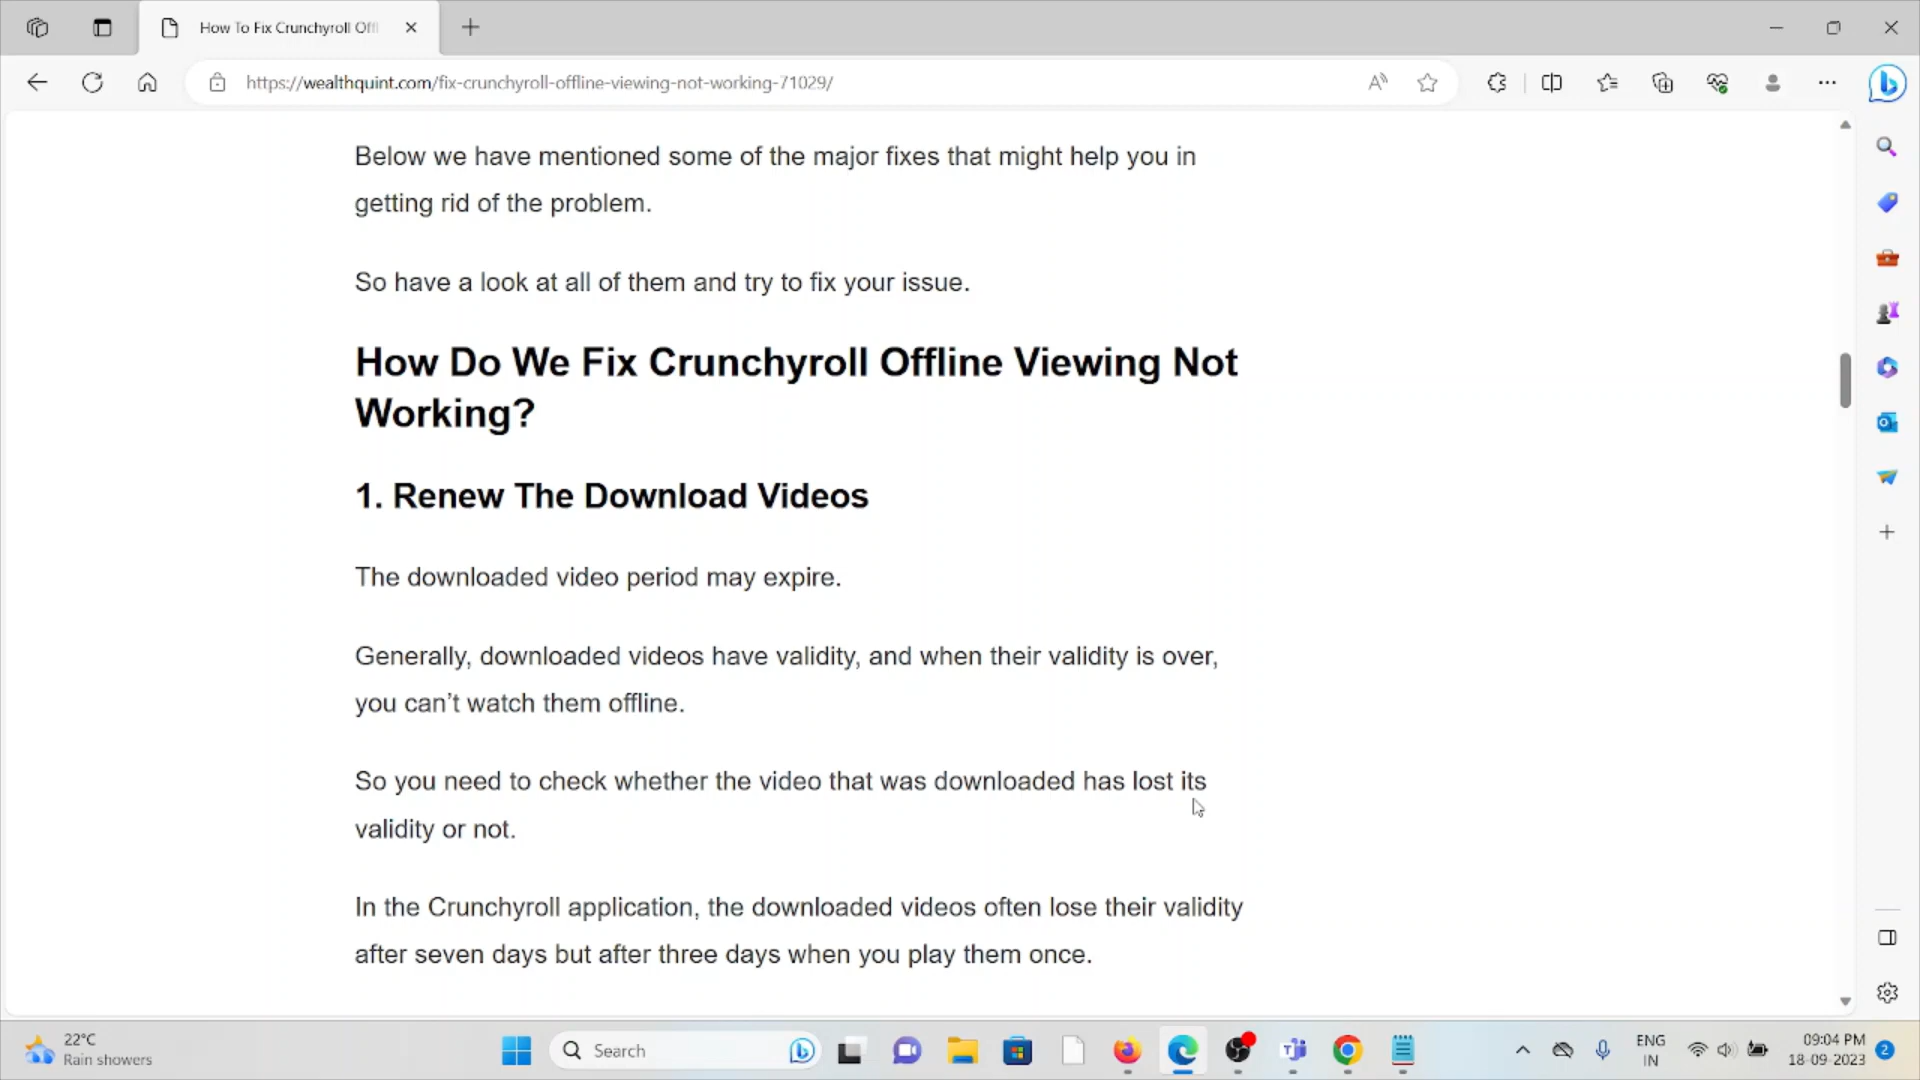 How To Fix Crunchyroll Off
https://wealthquint.com/fix-crunchyroll-offline-viewing-not-working-71029/
Below we have mentioned some of the major fixes that might help you in
getting rid of the problem.
So have a look at all of them and try to fix your issue.
How Do We Fix Crunchyroll Offline Viewing Not
Working?
1. Renew The Download Videos
The downloaded video period may expire.
Generally, downloaded videos have validity, and when their validity is over,
you can’t watch them offline.
So you need to check whether the video that was downloaded has lost its
validity or not.
In the Crunchyroll application, the downloaded videos often lose their validity
after seven days but after three days when you play them once.
22°C
Rain showers
Search
ENG
IN
09:04 PM
18-09-2023
2